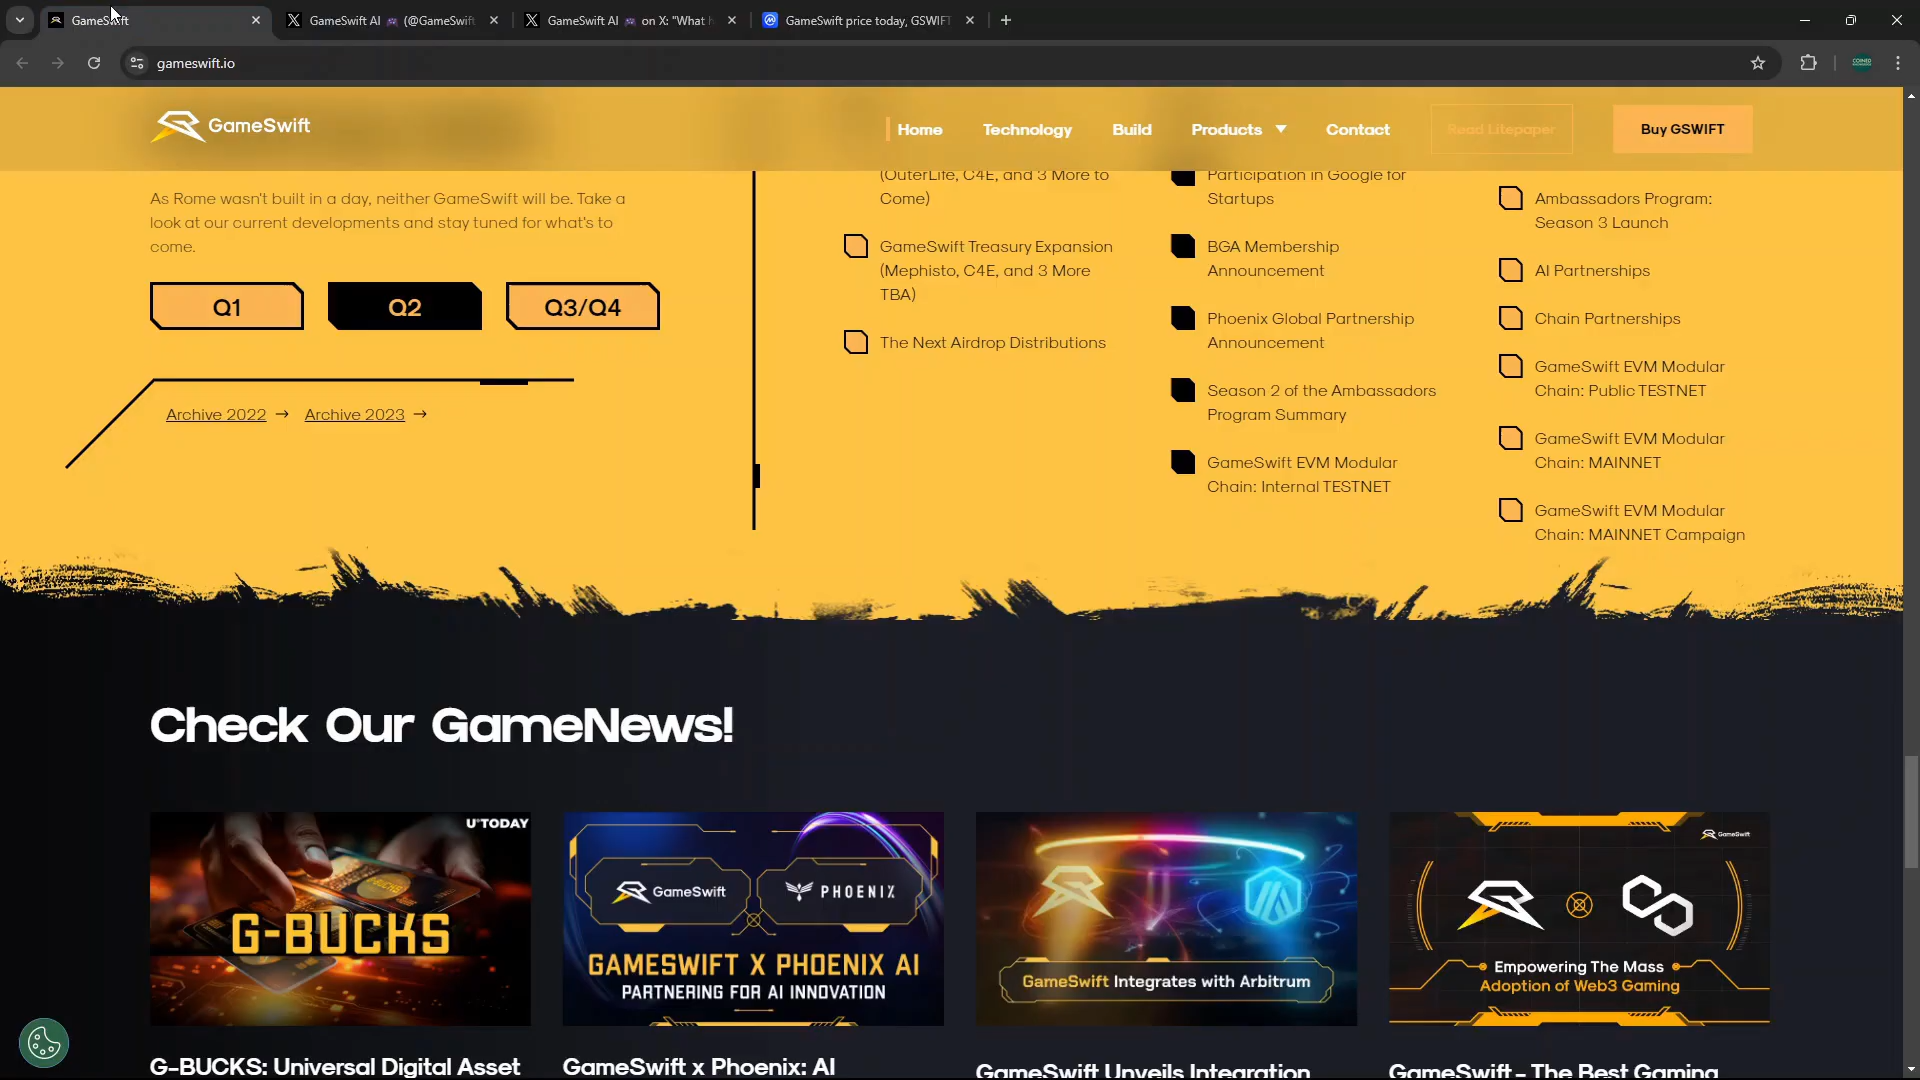 GameSwift
GameSwift AI 🎮 (@GameSwift
GameSwift AI 🎮 on X: "What h
GameSwift price today, GSWIFT
gameswift.io
GameSwift
Home
Technology
Build
Products
Contact
Read Litepaper
Buy GSWIFT
As Rome wasn't built in a day, neither GameSwift will be. Take a
look at our current developments and stay tuned for what's to
come.
Q1
Q2
Q3/Q4
Archive 2022 →
Archive 2023 →
(OuterLife, C4E, and 3 More to
Come)
GameSwift Treasury Expansion
(Mephisto, C4E, and 3 More
TBA)
The Next Airdrop Distributions
Participation in Google for
Startups
BGA Membership
Announcement
Phoenix Global Partnership
Announcement
Season 2 of the Ambassadors
Program Summary
GameSwift EVM Modular
Chain: Internal TESTNET
Ambassadors Program:
Season 3 Launch
AI Partnerships
Chain Partnerships
GameSwift EVM Modular
Chain: Public TESTNET
GameSwift EVM Modular
Chain: MAINNET
GameSwift EVM Modular
Chain: MAINNET Campaign
Check Our GameNews!
U°TODAY
G-BUCKS
GameSwift
PHOENIX
GAMESWIFT X PHOENIX AI
PARTNERING FOR AI INNOVATION
GameSwift Integrates with Arbitrum
GameSwift
Empowering The Mass
Adoption of Web3 Gaming
G-BUCKS: Universal Digital Asset
GameSwift x Phoenix: AI
GameSwift Unveils Integration
GameSwift - The Best Gaming